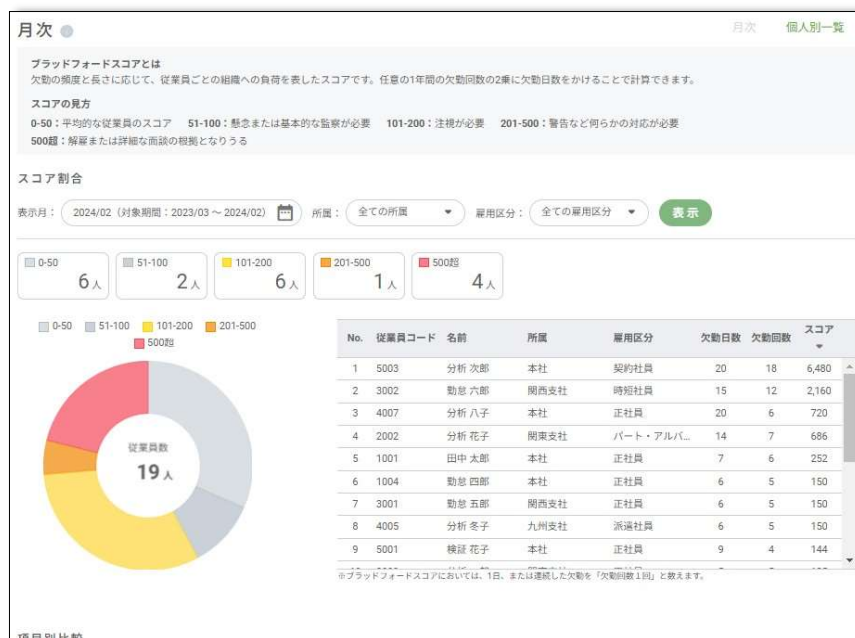 月次
月次 個人別一覧
ブラッドフォードスコアとは
欠勤の頻度と長さに応じて、従業員ごとの組織への負荷を表したスコアです。任意の1年間の欠勤回数の2乗に欠勤日数をかけることで計算できます。
スコアの見方
0-50：平均的な従業員のスコア 51-100：懸念または基本的な監察が必要 101-200：注視が必要 201-500：警告など何らかの対応が必要
500超：解雇または詳細な面談の根拠となりうる
スコア割合
表示月： 2024/02（対象期間：2023/03 ～ 2024/02） 所属： 全ての所属 雇用区分： 全ての雇用区分 表示
0-50 51-100 101-200 201-500 500超
6人 2人 6人 1人 4人
0-50 51-100 101-200 201-500
500超
従業員数
19人
No. 従業員コード 名前 所属 雇用区分 欠勤日数 欠勤回数 スコア
1 5003 分析 次郎 本社 契約社員 20 18 6,480
2 3002 勤怠 六郎 関西支社 時短社員 15 12 2,160
3 4007 分析 八子 本社 正社員 20 6 720
4 2002 分析 花子 関東支社 パート・アルバ... 14 7 686
5 1001 田中 太郎 本社 正社員 7 6 252
6 1004 勤怠 四郎 本社 正社員 6 5 150
7 3001 勤怠 五郎 関西支社 正社員 6 5 150
8 4005 分析 冬子 九州支社 派遣社員 6 5 150
9 5001 検証 花子 本社 正社員 9 4 144
※ブラッドフォードスコアにおいては、1日、または連続した欠勤を「欠勤回数1回」と数えます。
項目別比較